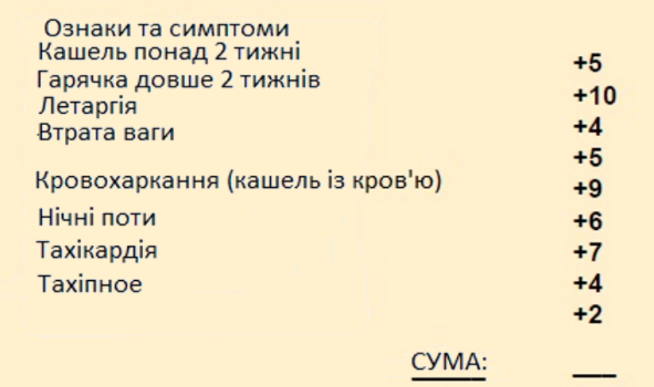 Ознаки та симптоми
Кашель понад 2 тижні
+5
Гарячка довше 2 тижнів
+10
Летаргія
+4
Втрата ваги
+5
Кровохаркання (кашель із кров'ю)
+9
Нічні поти
+6
Тахікардія
+7
Тахіпное
+4
+2
СУМА: ___